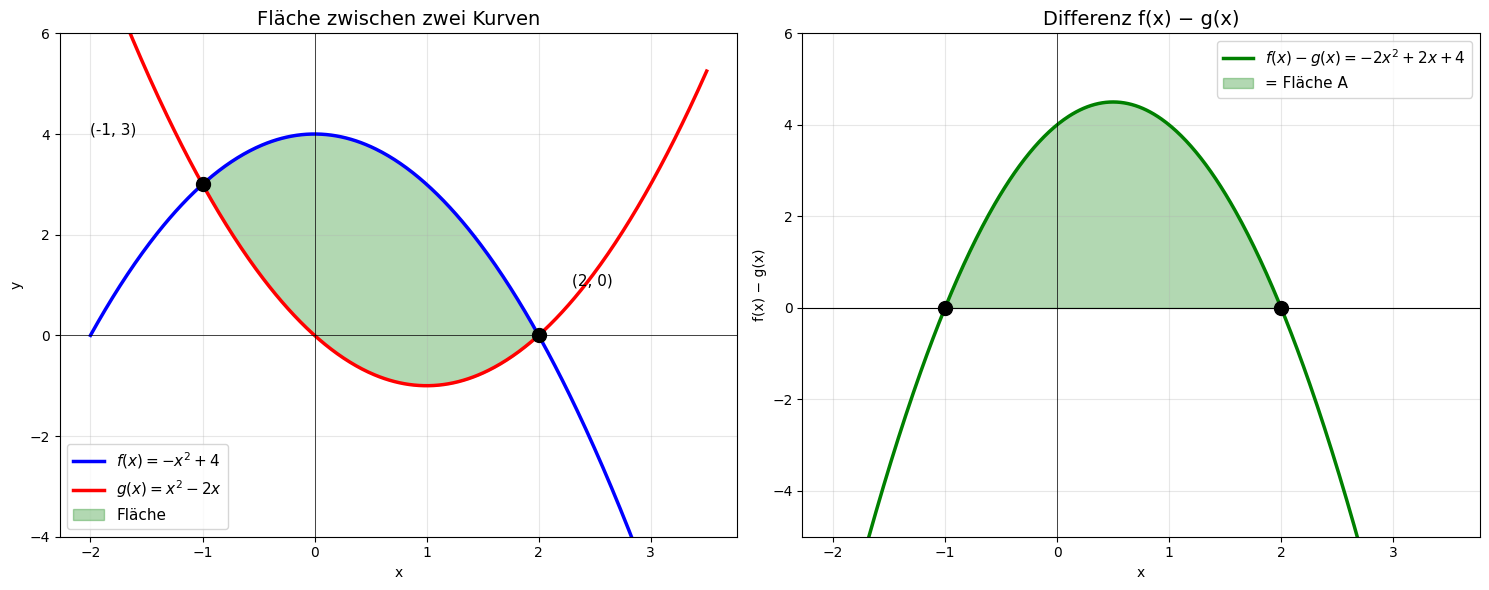 Fläche zwischen zwei Kurven
6
4
2
0
−2
−4
y
(-1, 3)
(2, 0)
f(x) = −x² + 4
g(x) = x² − 2x
Fläche
−2 −1 0 1 2 3
x
Differenz f(x) − g(x)
6
4
2
0
−2
−4
f(x) − g(x)
f(x) − g(x) = −2x² + 2x + 4
= Fläche A
−2 −1 0 1 2 3
x